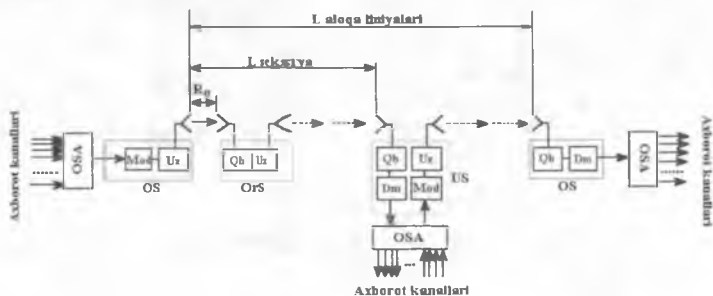 L aloqa liniyalari
L seksiya
R₀
Axborot kanallari
OSA
Mod
Uz
OS
Qb
Uz
OrS
Qb
Uz
Dm
Mod
US
OSA
Axborot kanallari
Qb
Dm
OS
OSA
Axborot kanallari